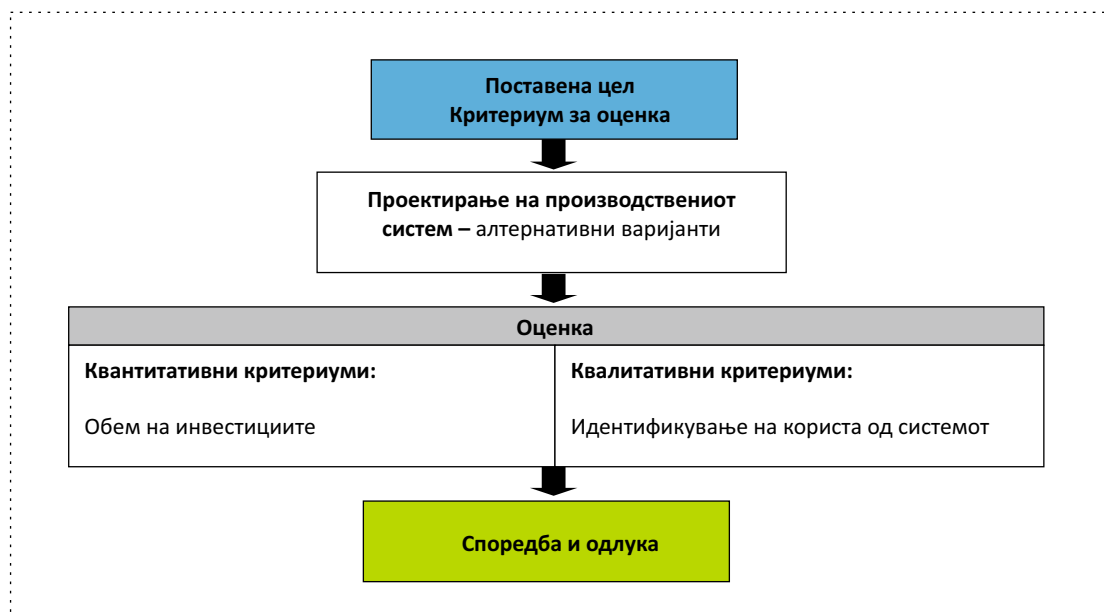 Поставена цел
Критериум за оценка
Проектирање на производствениот
систем – алтернативни варијанти
Оценка
Квантитативни критериуми:
Обем на инвестициите
Квалитативни критериуми:
Идентификување на користа од системот
Споредба и одлука